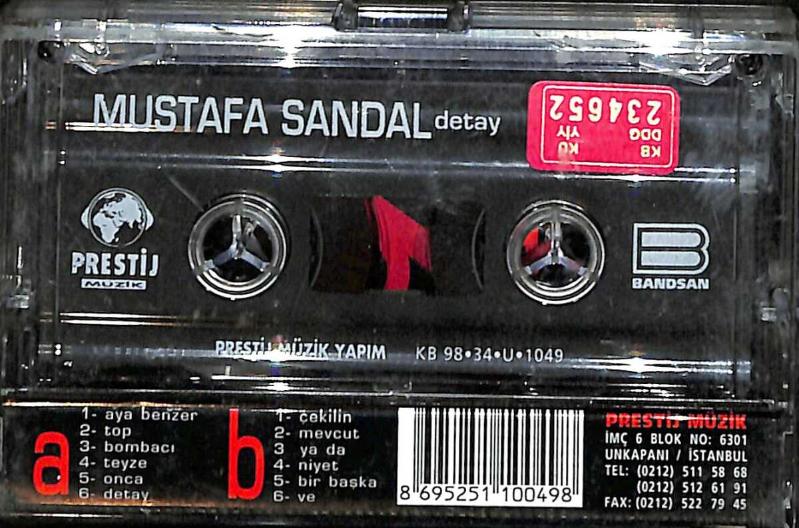 MUSTAFA SANDAL detay
234652
KB KÜ
DDG YİY
PRESTİJ
MÜZİK
B
BANDSAN
PRESTİJ MÜZİK YAPIM KB 98•34•U•1049
a
1- aya benzer
2- top
3- bombacı
4- teyze
5- onca
6- detay
b
1- çekilin
2- mevcut
3 ya da
4- niyet
5- bir başka
6- ve
8 695251 100498
PRESTİJ MÜZİK
İMÇ 6 BLOK NO: 6301
UNKAPANI / İSTANBUL
TEL: (0212) 511 58 68
(0212) 512 61 91
FAX: (0212) 522 79 45